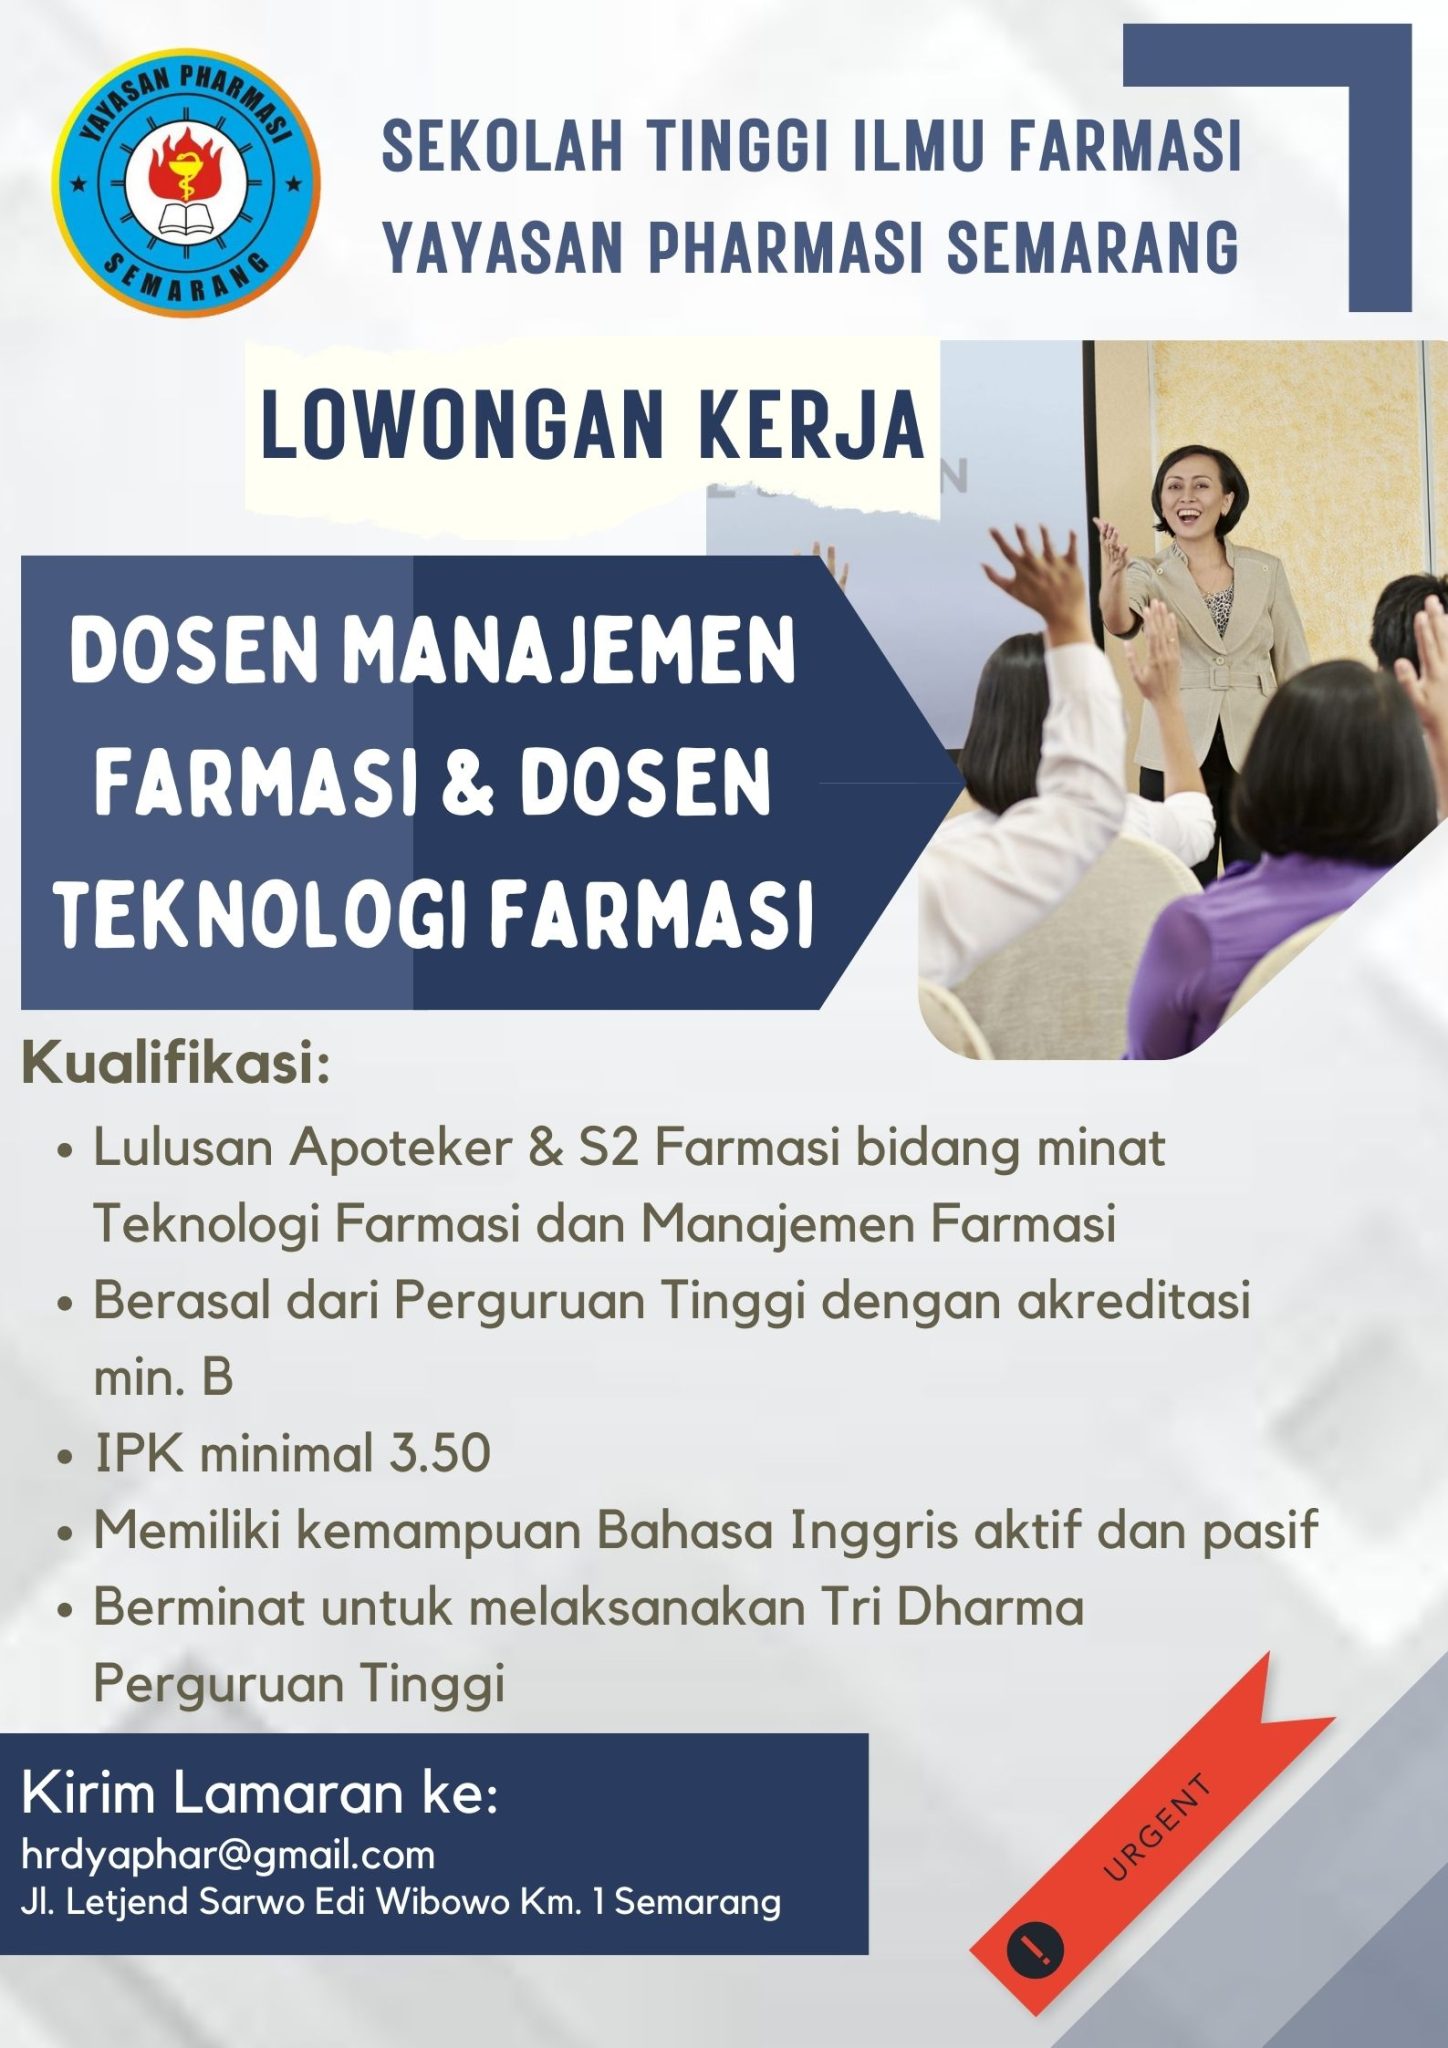 YAYASAN PHARMASI
SEMARANG
SEKOLAH TINGGI ILMU FARMASI
YAYASAN PHARMASI SEMARANG
LOWONGAN KERJA
DOSEN MANAJEMEN
FARMASI & DOSEN
TEKNOLOGI FARMASI
Kualifikasi:
• Lulusan Apoteker & S2 Farmasi bidang minat
Teknologi Farmasi dan Manajemen Farmasi
• Berasal dari Perguruan Tinggi dengan akreditasi
min. B
• IPK minimal 3.50
• Memiliki kemampuan Bahasa Inggris aktif dan pasif
• Berminat untuk melaksanakan Tri Dharma
Perguruan Tinggi
Kirim Lamaran ke:
hrdyaphar@gmail.com
Jl. Letjend Sarwo Edi Wibowo Km. 1 Semarang
URGENT
!